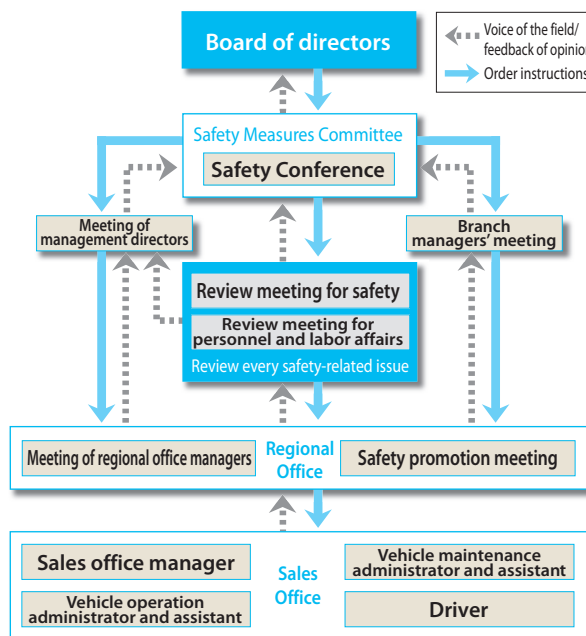 Board of directors
Voice of the field/
feedback of opinion
Order instructions
Safety Measures Committee
Safety Conference
Meeting of
management directors
Branch
managers' meeting
Review meeting for safety
Review meeting for
personnel and labor affairs
Review every safety-related issue
Meeting of regional office managers
Regional
Office
Safety promotion meeting
Sales office manager
Vehicle operation
administrator and assistant
Sales
Office
Vehicle maintenance
administrator and assistant
Driver